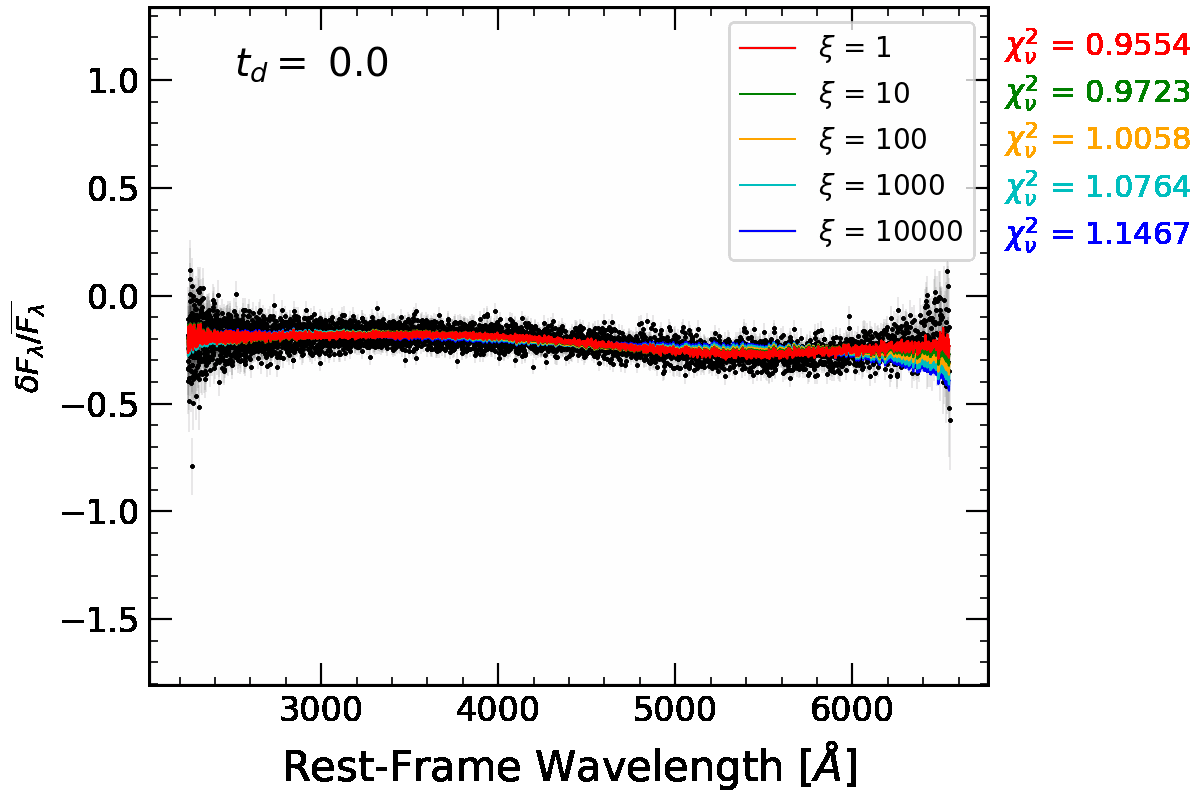 t_d = 0.0
ξ = 1
ξ = 10
ξ = 100
ξ = 1000
ξ = 10000
χ²_ν = 0.9554
χ²_ν = 0.9723
χ²_ν = 1.0058
χ²_ν = 1.0764
χ²_ν = 1.1467
1.0
0.5
0.0
−0.5
−1.0
−1.5
δF_λ/F̅_λ̅
3000 4000 5000 6000
Rest-Frame Wavelength [Å]